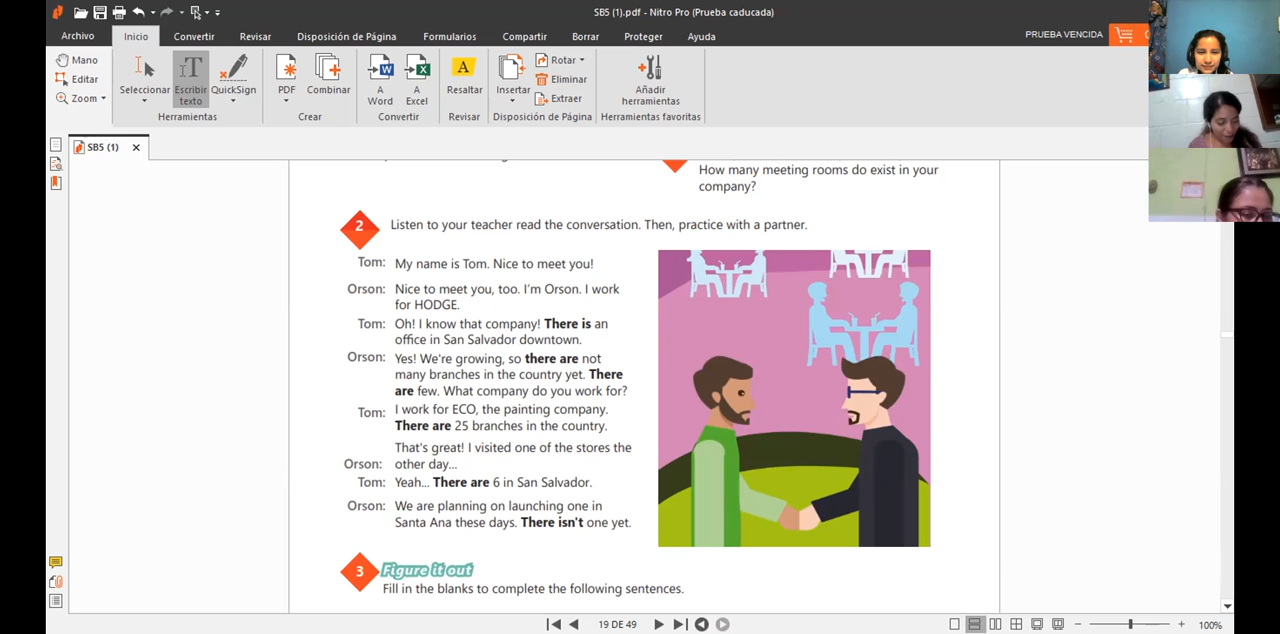 SB5 (1).pdf - Nitro Pro (Prueba caducada)
Archivo Inicio Convertir Revisar Disposición de Página Formularios Compartir Borrar Proteger Ayuda PRUEBA VENCIDA
Mano
Editar
Zoom
Seleccionar
Escribir texto
QuickSign
Herramientas
PDF
Combinar
Crear
A Word
A Excel
Convertir
Resaltar
Revisar
Insertar
Rotar
Eliminar
Extraer
Disposición de Página
Añadir herramientas
Herramientas favoritas
SB5 (1)
How many meeting rooms do exist in your
company?
2 Listen to your teacher read the conversation. Then, practice with a partner.
Tom: My name is Tom. Nice to meet you!
Orson: Nice to meet you, too. I'm Orson. I work
for HODGE.
Tom: Oh! I know that company! There is an
office in San Salvador downtown.
Orson: Yes! We're growing, so there are not
many branches in the country yet. There
are few. What company do you work for?
Tom: I work for ECO, the painting company.
There are 25 branches in the country.
That's great! I visited one of the stores the
Orson: other day...
Tom: Yeah... There are 6 in San Salvador.
Orson: We are planning on launching one in
Santa Ana these days. There isn't one yet.
3 Figure it out
Fill in the blanks to complete the following sentences.
19 DE 49
100%